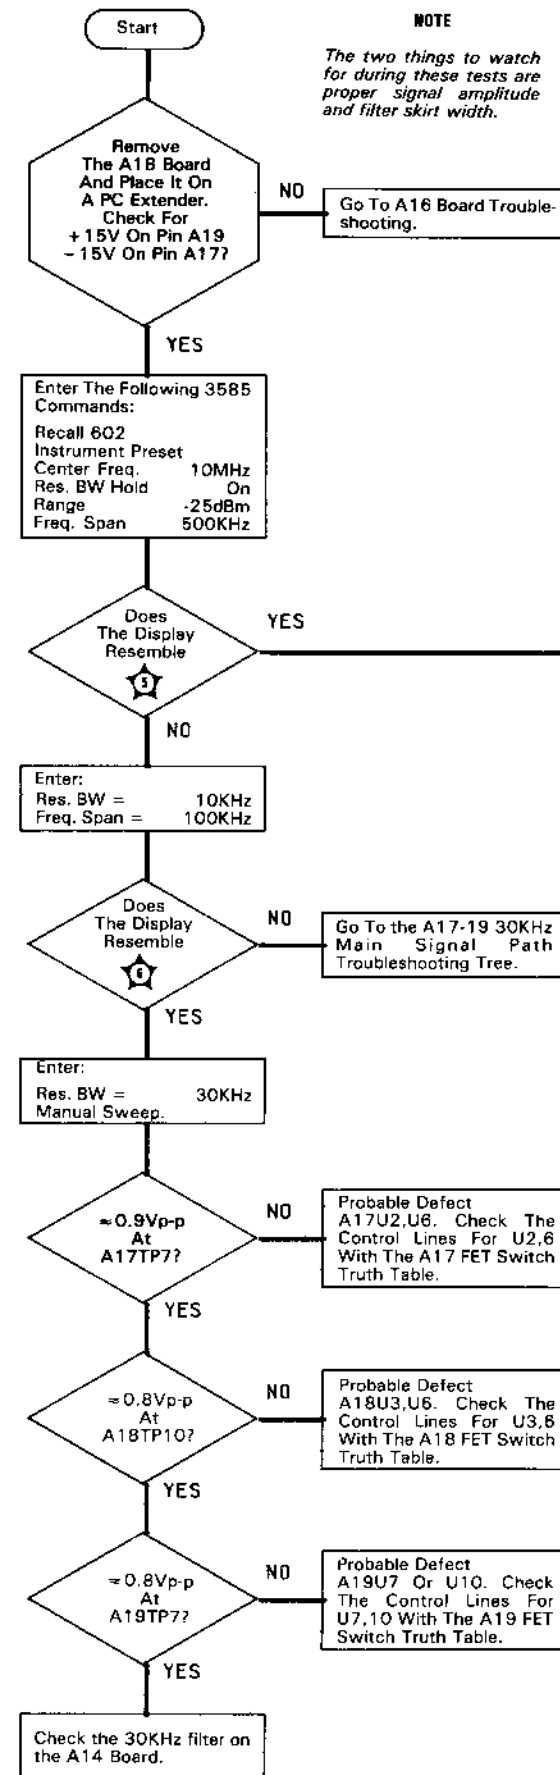 Start
NOTE
The two things to watch
for during these tests are
proper signal amplitude
and filter skirt width.
Remove
The A18 Board
And Place It On
A PC Extender.
Check For
+15V On Pin A19
-15V On Pin A17?
NO
Go To A16 Board Trouble-
shooting.
YES
Enter The Following 3585
Commands:
Recall 602
Instrument Preset
Center Freq. 10MHz
Res. BW Hold On
Range -25dBm
Freq. Span 500KHz
Does
The Display
Resemble
5
YES
NO
Enter:
Res. BW = 10KHz
Freq. Span = 100KHz
Does
The Display
Resemble
6
NO
Go To the A17-19 30KHz
Main Signal Path
Troubleshooting Tree.
YES
Enter:
Res. BW = 30KHz
Manual Sweep.
≈0.9Vp-p
At
A17TP7?
NO
Probable Defect
A17U2,U6. Check The
Control Lines For U2,6
With The A17 FET Switch
Truth Table.
YES
≈0.8Vp-p
At
A18TP10?
NO
Probable Defect
A18U3,U6. Check The
Control Lines For U3,6
With The A18 FET Switch
Truth Table.
YES
≈0.8Vp-p
At
A19TP7?
NO
Probable Defect
A19U7 Or U10. Check
The Control Lines For
U7,10 With The A19 FET
Switch Truth Table.
YES
Check the 30KHz filter on
the A14 Board.